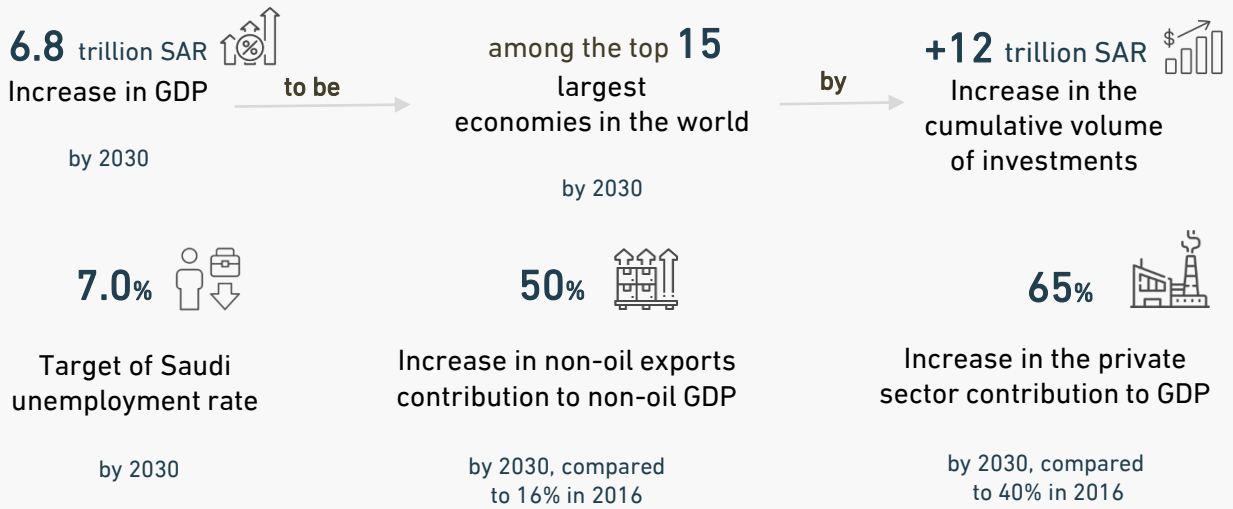 6.8 trillion SAR
Increase in GDP
by 2030
to be
among the top 15
largest
economies in the world
by 2030
by
+12 trillion SAR
Increase in the
cumulative volume
of investments
7.0%
Target of Saudi
unemployment rate
by 2030
50%
Increase in non-oil exports
contribution to non-oil GDP
by 2030, compared
to 16% in 2016
65%
Increase in the private
sector contribution to GDP
by 2030, compared
to 40% in 2016